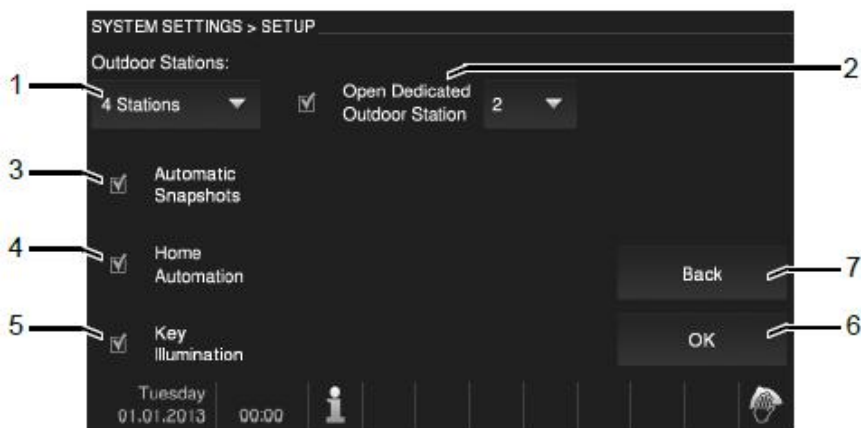 SYSTEM SETTINGS > SETUP
Outdoor Stations:
1
4 Stations
Open Dedicated
Outdoor Station
2
2
3
Automatic
Snapshots
4
Home
Automation
Back
7
5
Key
Illumination
OK
6
Tuesday
01.01.2013
00:00
i